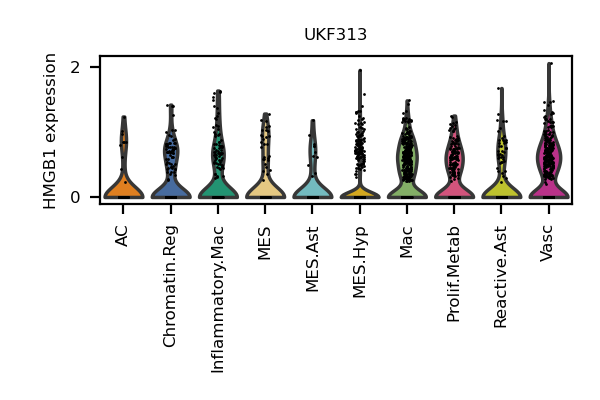 UKF313
HMGB1 expression
2
0
AC
Chromatin.Reg
Inflammatory.Mac
MES
MES.Ast
MES.Hyp
Mac
Prolif.Metab
Reactive.Ast
Vasc